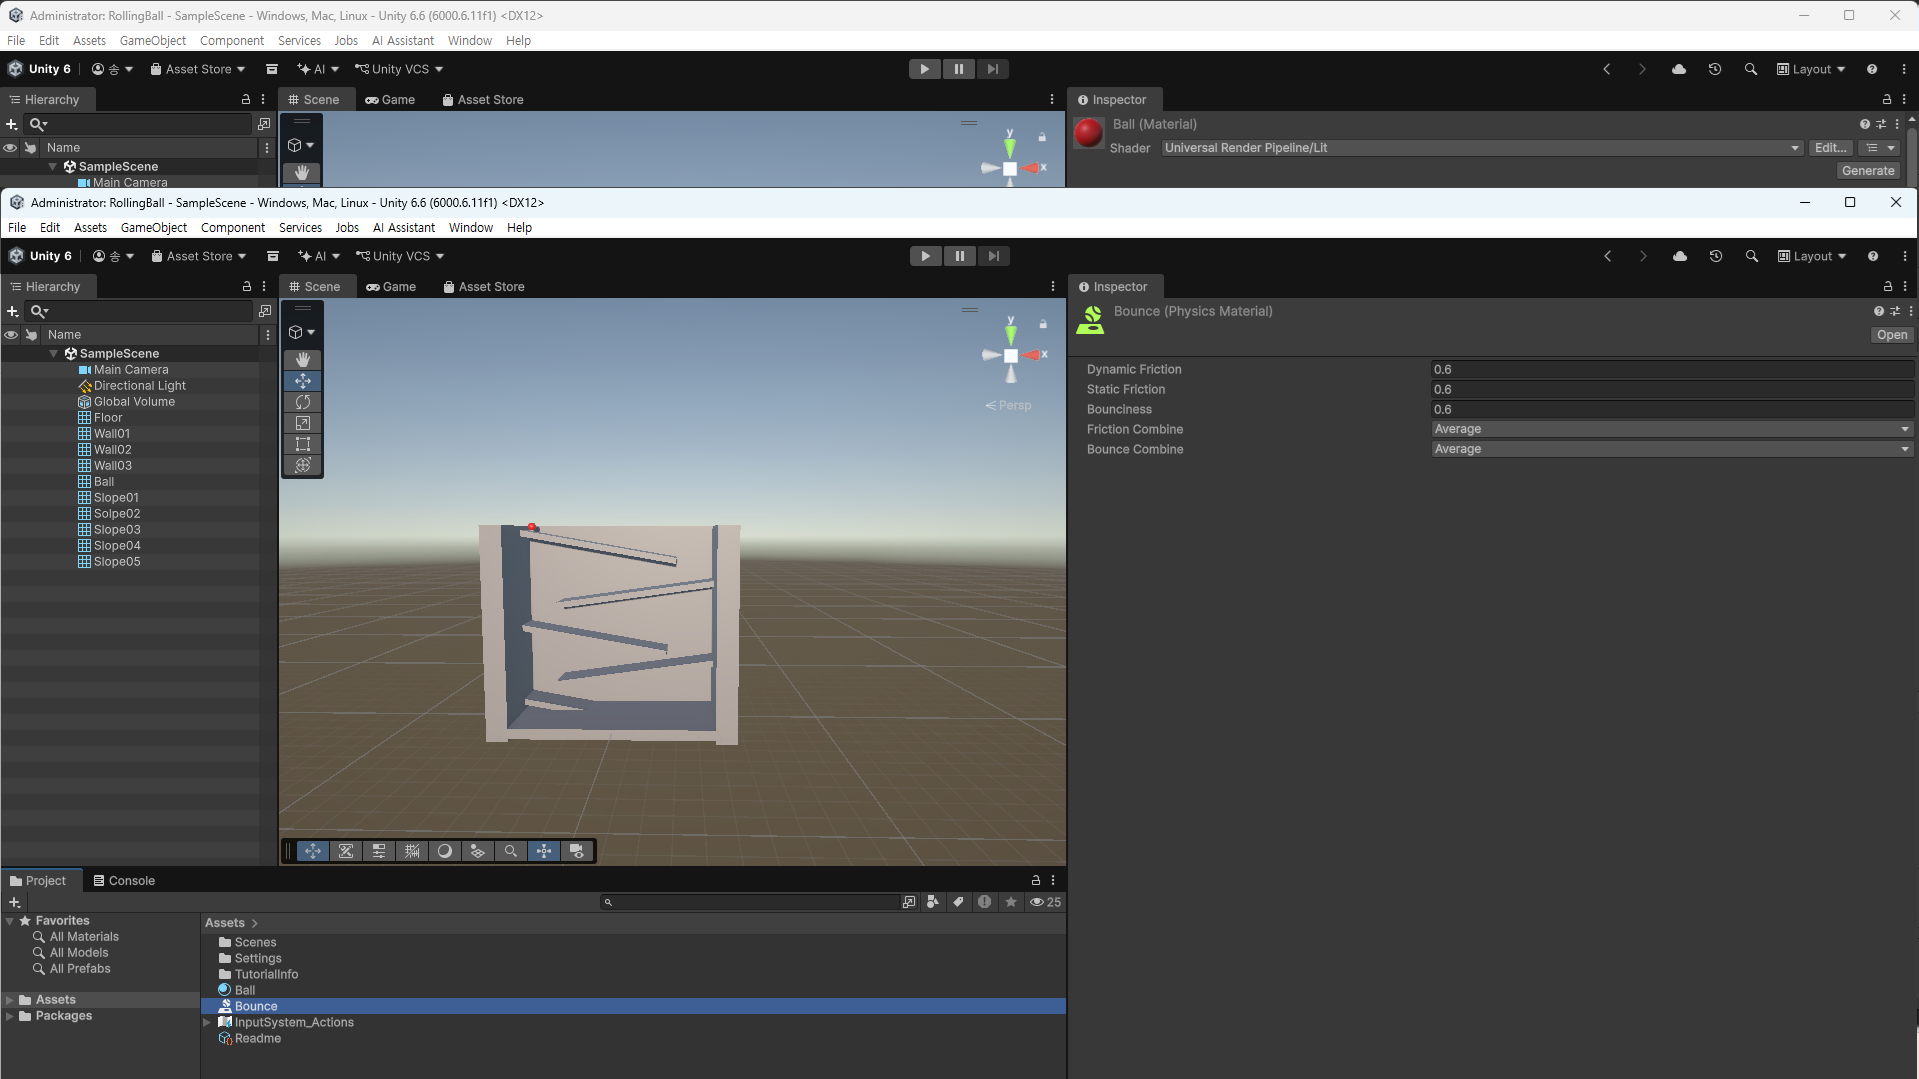 Administrator: RollingBall - SampleScene - Windows, Mac, Linux - Unity 6.6 (6000.6.11f1) <DX12>
File Edit Assets GameObject Component Services Jobs AI Assistant Window Help
Unity 6 송 Asset Store AI Unity VCS Layout
Hierarchy Scene Game Asset Store Inspector
Ball (Material)
Name y x Shader Universal Render Pipeline/Lit Edit...
SampleScene Generate
Main Camera
Administrator: RollingBall - SampleScene - Windows, Mac, Linux - Unity 6.6 (6000.6.11f1) <DX12>
File Edit Assets GameObject Component Services Jobs AI Assistant Window Help
Unity 6 송 Asset Store AI Unity VCS Layout
Hierarchy Scene Game Asset Store Inspector
Bounce (Physics Material)
Name y x Open
SampleScene
Main Camera
Directional Light
Global Volume
Floor
Wall01
Wall02
Wall03
Ball
Slope01
Solpe02
Slope03
Slope04
Slope05
Persp
Dynamic Friction 0.6
Static Friction 0.6
Bounciness 0.6
Friction Combine Average
Bounce Combine Average
Project Console
25
Favorites
All Materials
All Models
All Prefabs
Assets
Packages
Assets
Scenes
Settings
TutorialInfo
Ball
Bounce
InputSystem_Actions
Readme